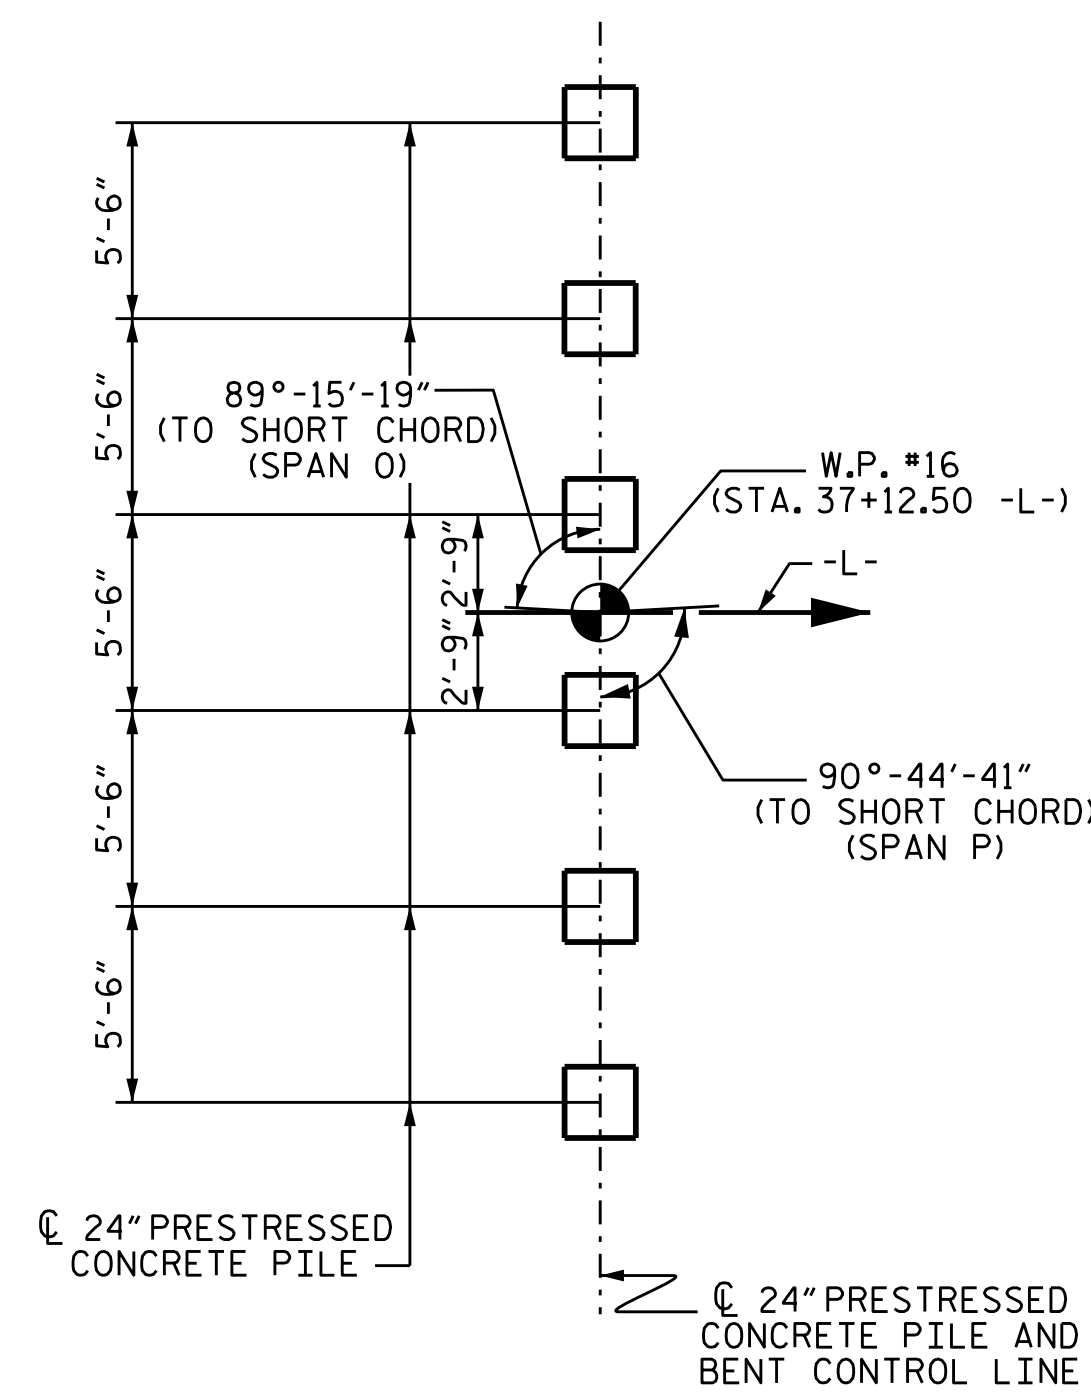 5'-6"
5'-6"
5'-6"
5'-6"
5'-6"
89°-15'-19"
(TO SHORT CHORD)
(SPAN O)
2'-9"
2'-9"
W.P. #16
(STA. 37+12.50 -L-)
-L-
90°-44'-41"
(TO SHORT CHORD)
(SPAN P)
℄ 24" PRESTRESSED
CONCRETE PILE
℄ 24" PRESTRESSED
CONCRETE PILE AND
BENT CONTROL LINE